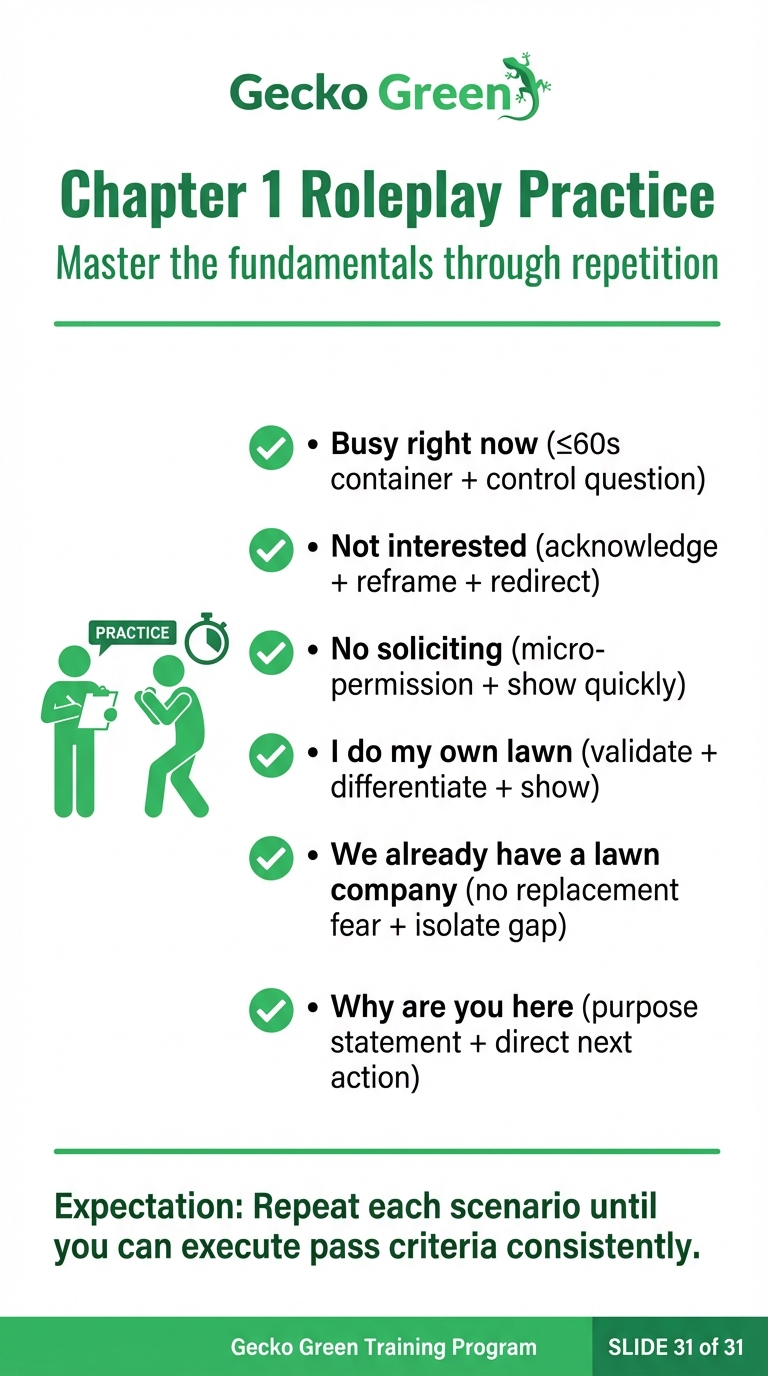 Gecko Green
Chapter 1 Roleplay Practice
Master the fundamentals through repetition
• Busy right now (≤60s
container + control question)
• Not interested (acknowledge
+ reframe + redirect)
PRACTICE
• No soliciting (micro-
permission + show quickly)
• I do my own lawn (validate +
differentiate + show)
• We already have a lawn
company (no replacement
fear + isolate gap)
• Why are you here (purpose
statement + direct next
action)
Expectation: Repeat each scenario until
you can execute pass criteria consistently.
Gecko Green Training Program
SLIDE 31 of 31